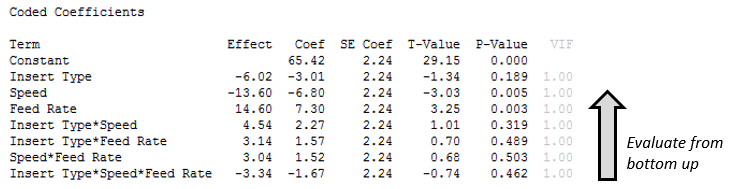 Coded Coefficients
Term Effect Coef SE Coef T-Value P-Value VIF
Constant 65.42 2.24 29.15 0.000
Insert Type -6.02 -3.01 2.24 -1.34 0.189 1.00
Speed -13.60 -6.80 2.24 -3.03 0.005 1.00
Feed Rate 14.60 7.30 2.24 3.25 0.003 1.00
Insert Type*Speed 4.54 2.27 2.24 1.01 0.319 1.00
Insert Type*Feed Rate 3.14 1.57 2.24 0.70 0.489 1.00
Speed*Feed Rate 3.04 1.52 2.24 0.68 0.503 1.00
Insert Type*Speed*Feed Rate -3.34 -1.67 2.24 -0.74 0.462 1.00
Evaluate from
bottom up